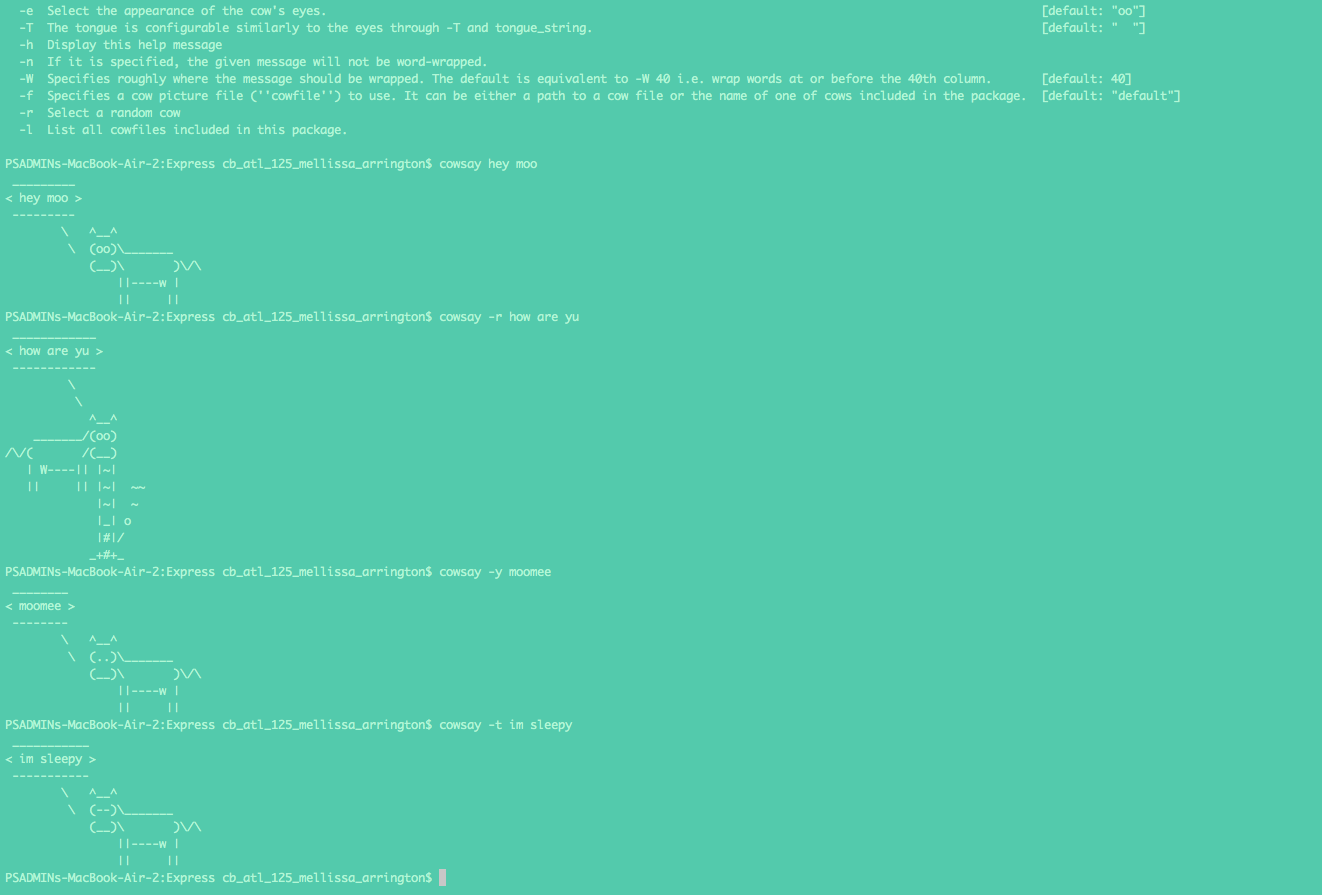 -e  Select the appearance of the cow's eyes.                                                                                                      [default: "oo"]
  -T  The tongue is configurable similarly to the eyes through -T and tongue_string.                                                                [default: "  "]
  -h  Display this help message
  -n  If it is specified, the given message will not be word-wrapped.
  -W  Specifies roughly where the message should be wrapped. The default is equivalent to -W 40 i.e. wrap words at or before the 40th column.       [default: 40]
  -f  Specifies a cow picture file (''cowfile'') to use. It can be either a path to a cow file or the name of one of cows included in the package.  [default: "default"]
  -r  Select a random cow
  -l  List all cowfiles included in this package.

PSADMINs-MacBook-Air-2:Express cb_atl_125_mellissa_arrington$ cowsay hey moo
 _________
< hey moo >
 ---------
        \   ^__^
         \  (oo)\_______
            (__)\       )\/\
                ||----w |
                ||     ||
PSADMINs-MacBook-Air-2:Express cb_atl_125_mellissa_arrington$ cowsay -r how are yu
 ____________
< how are yu >
 ------------
         \
          \
            ^__^
    _______/(oo)
/\/(       /(__)
   | W----|| |~|
   ||     || |~|  ~~
             |~|  ~
             |_| o
             |#|/
            _+#+_
PSADMINs-MacBook-Air-2:Express cb_atl_125_mellissa_arrington$ cowsay -y moomee
 ________
< moomee >
 --------
        \   ^__^
         \  (..)\_______
            (__)\       )\/\
                ||----w |
                ||     ||
PSADMINs-MacBook-Air-2:Express cb_atl_125_mellissa_arrington$ cowsay -t im sleepy
 ___________
< im sleepy >
 -----------
        \   ^__^
         \  (--)\_______
            (__)\       )\/\
                ||----w |
                ||     ||
PSADMINs-MacBook-Air-2:Express cb_atl_125_mellissa_arrington$